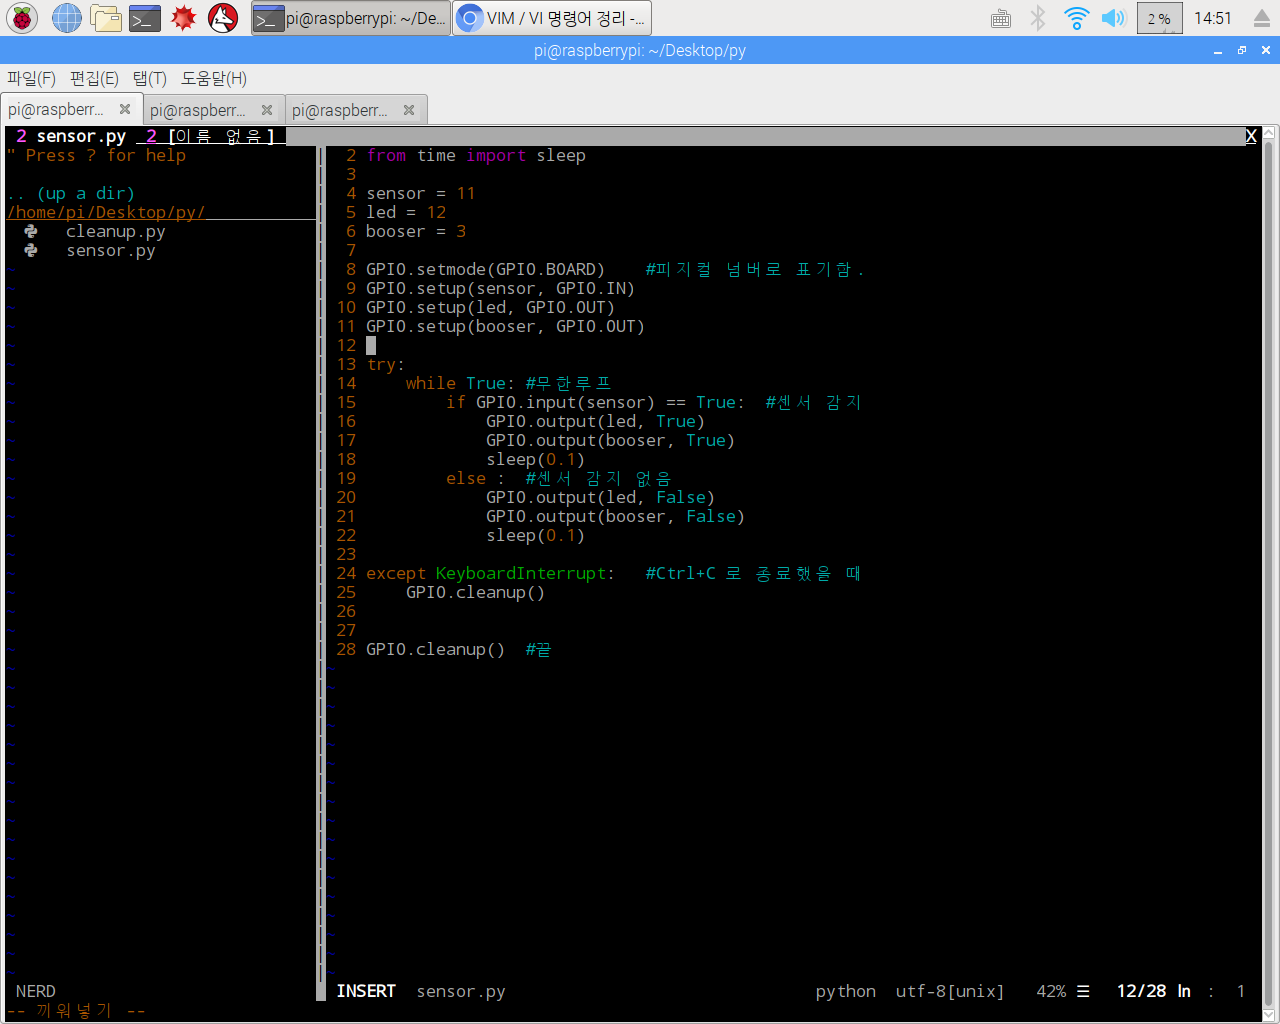 pi@raspberrypi: ~/De...
VIM / VI 명령어 정리 -...
2 %
14:51
pi@raspberrypi: ~/Desktop/py
파일(F) 편집(E) 탭(T) 도움말(H)
pi@raspberr... pi@raspberr... pi@raspberr...
2 sensor.py 2 [이름 없음] X
" Press ? for help
.. (up a dir)
/home/pi/Desktop/py/
cleanup.py
sensor.py
2 from time import sleep
3
4 sensor = 11
5 led = 12
6 booser = 3
7
8 GPIO.setmode(GPIO.BOARD) #피지컬 넘버로 표기함.
9 GPIO.setup(sensor, GPIO.IN)
10 GPIO.setup(led, GPIO.OUT)
11 GPIO.setup(booser, GPIO.OUT)
12
13 try:
14 while True: #무한루프
15 if GPIO.input(sensor) == True: #센서 감지
16 GPIO.output(led, True)
17 GPIO.output(booser, True)
18 sleep(0.1)
19 else : #센서 감지 없음
20 GPIO.output(led, False)
21 GPIO.output(booser, False)
22 sleep(0.1)
23
24 except KeyboardInterrupt: #Ctrl+C 로 종료했을 때
25 GPIO.cleanup()
26
27
28 GPIO.cleanup() #끝
NERD
INSERT sensor.py python utf-8[unix] 42% ☰ 12/28 ln : 1
-- 끼워넣기 --